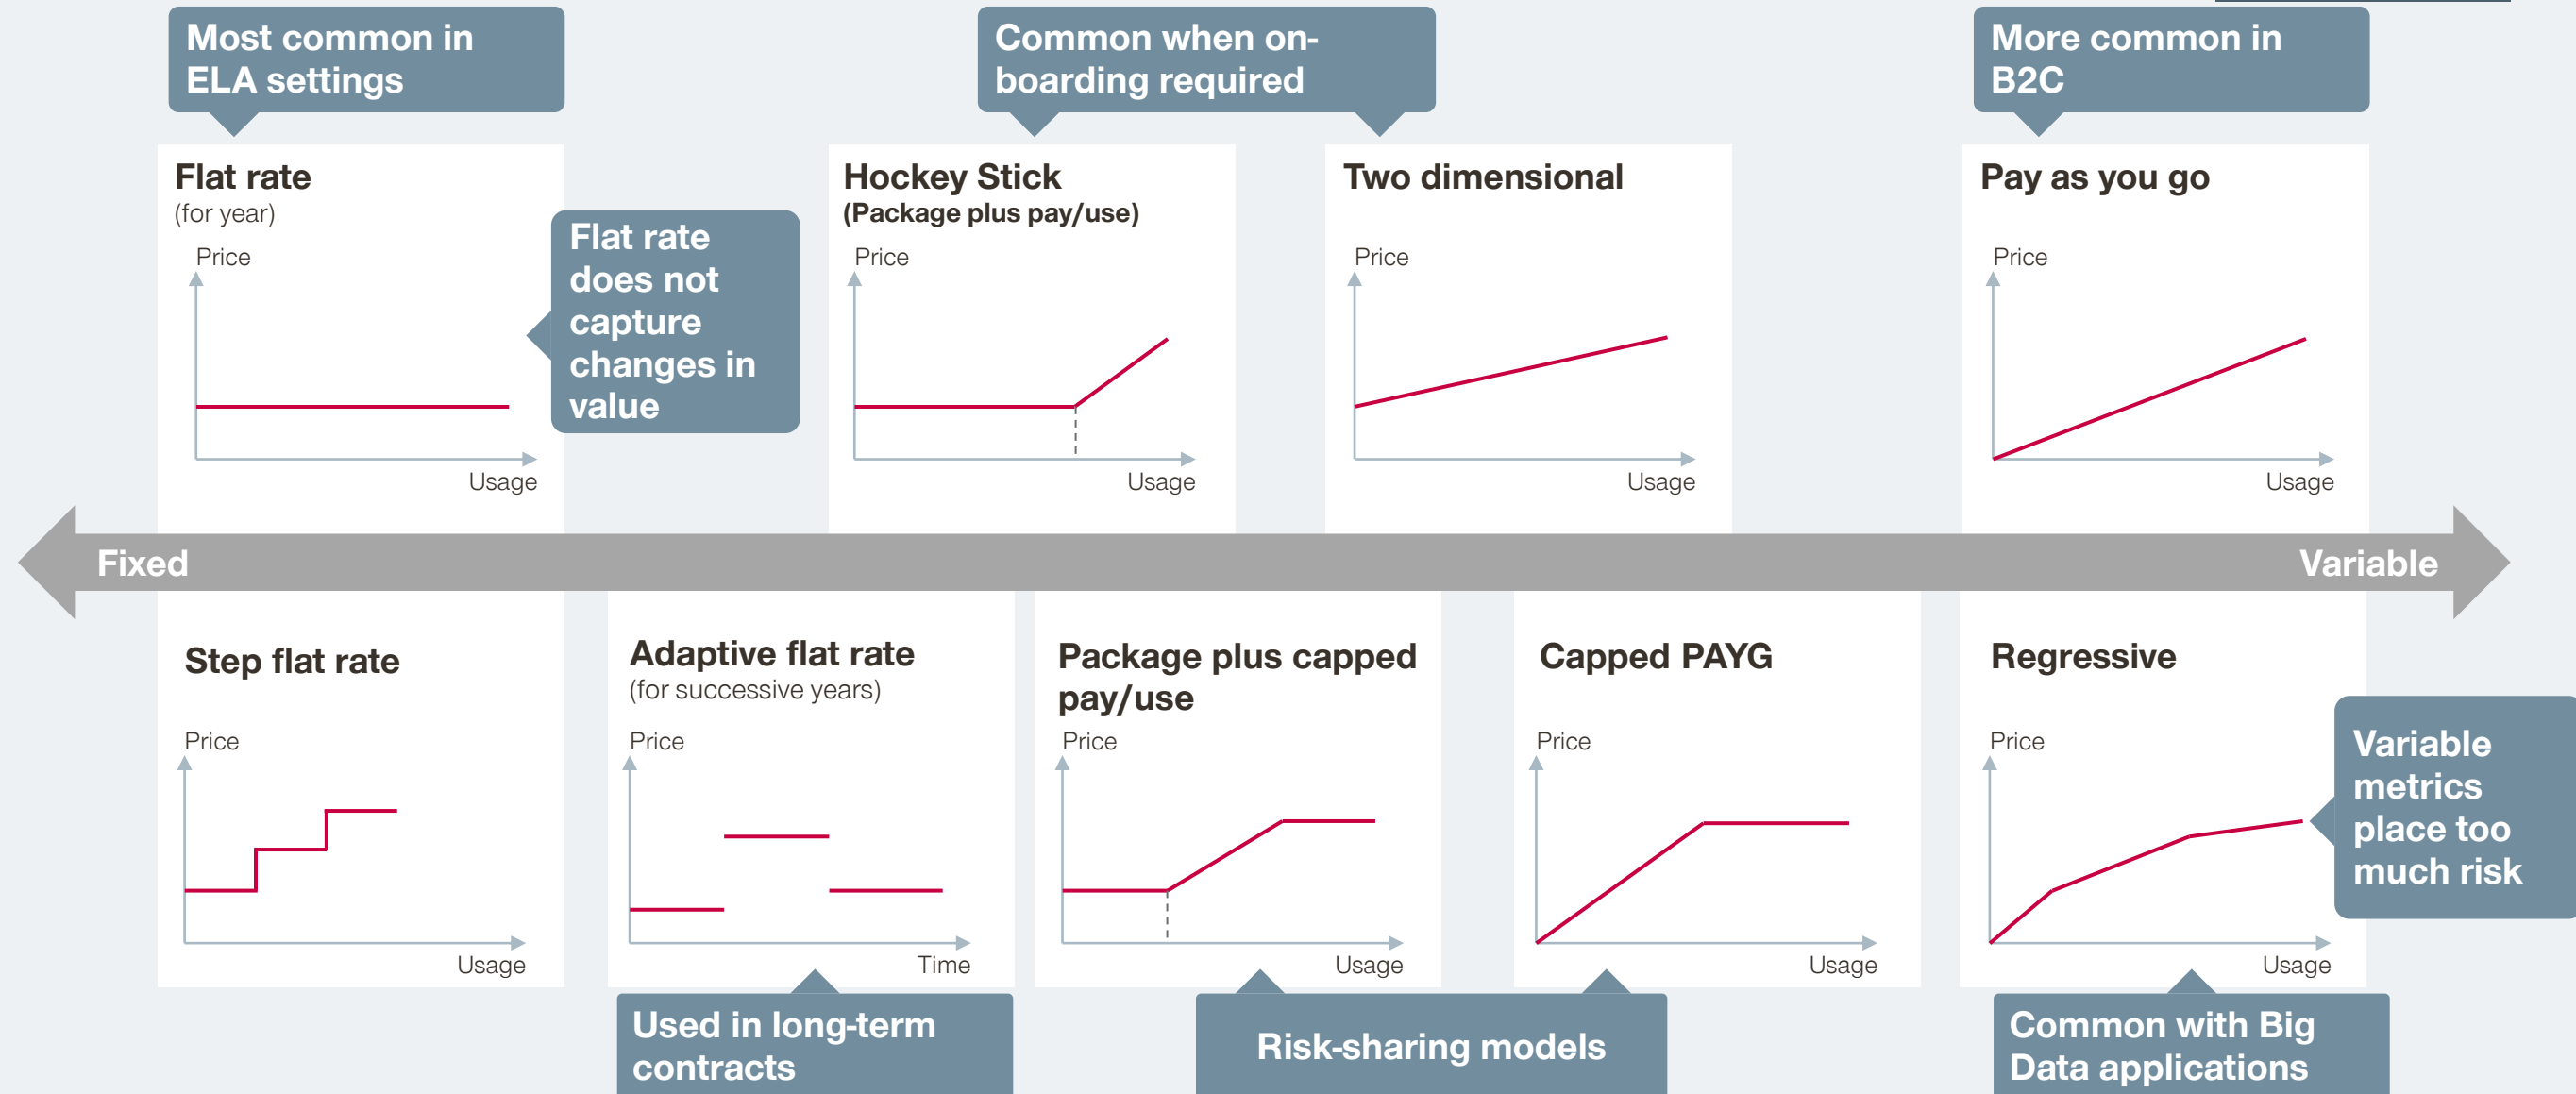 Most common in
ELA settings
Common when on-
boarding required
More common in
B2C
Flat rate
(for year)
Price
Usage
Flat rate
does not
capture
changes in
value
Hockey Stick
(Package plus pay/use)
Price
Usage
Two dimensional
Price
Usage
Pay as you go
Price
Usage
Fixed
Variable
Step flat rate
Price
Usage
Adaptive flat rate
(for successive years)
Price
Time
Used in long-term
contracts
Package plus capped
pay/use
Price
Usage
Capped PAYG
Price
Usage
Risk-sharing models
Regressive
Price
Usage
Variable
metrics
place too
much risk
Common with Big
Data applications